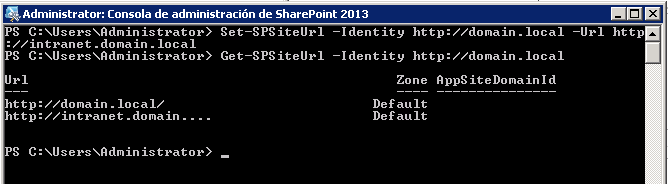 Administrator: Consola de administración de SharePoint 2013
PS C:\Users\Administrator> Set-SPSiteUrl -Identity http://domain.local -Url http
://intranet.domain.local
PS C:\Users\Administrator> Get-SPSiteUrl -Identity http://domain.local
Url Zone AppSiteDomainId
--- ---- ---------------
http://domain.local/ Default
http://intranet.domain.... Default
PS C:\Users\Administrator> _